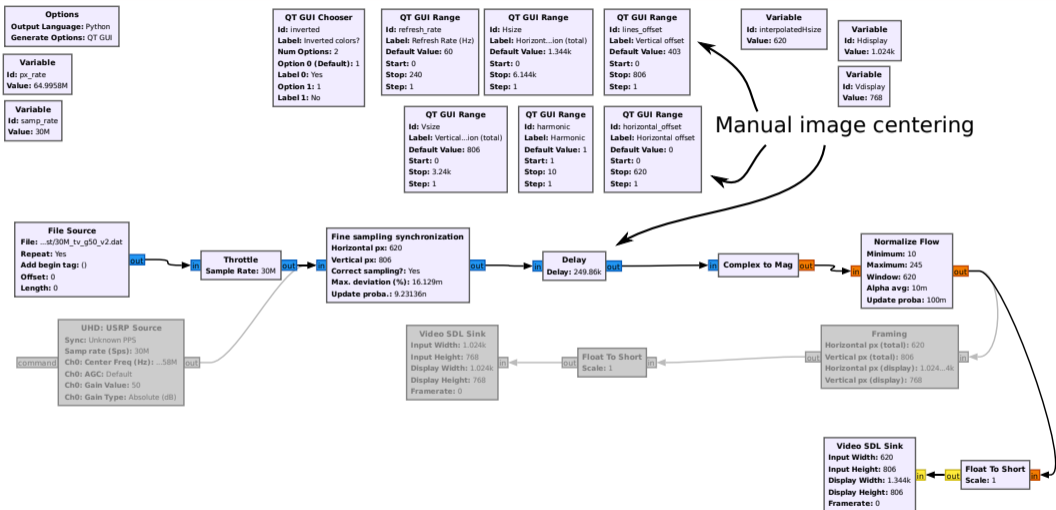 Options
Output Language: Python
Generate Options: QT GUI
Variable
Id: px_rate
Value: 64.9958M
Variable
Id: samp_rate
Value: 30M
QT GUI Chooser
Id: inverted
Label: Inverted colors?
Num Options: 2
Option 0 (Default): 1
Label 0: Yes
Option 1: 1
Label 1: No
QT GUI Range
Id: refresh_rate
Label: Refresh Rate (Hz)
Default Value: 60
Start: 0
Stop: 240
Step: 1
QT GUI Range
Id: Hsize
Label: Horizont...ion (total)
Default Value: 1.344k
Start: 0
Stop: 6.144k
Step: 1
QT GUI Range
Id: lines_offset
Label: Vertical offset
Default Value: 403
Start: 0
Stop: 806
Step: 1
Variable
Id: interpolatedHsize
Value: 620
Variable
Id: Hdisplay
Value: 1.024k
Variable
Id: Vdisplay
Value: 768
QT GUI Range
Id: Vsize
Label: Vertical...ion (total)
Default Value: 806
Start: 0
Stop: 3.24k
Step: 1
QT GUI Range
Id: harmonic
Label: Harmonic
Default Value: 1
Start: 1
Stop: 10
Step: 1
QT GUI Range
Id: horizontal_offset
Label: Horizontal offset
Default Value: 0
Start: 0
Stop: 620
Step: 1
Manual image centering
File Source
File: ...st/30M_tv_g50_v2.dat
Repeat: Yes
Add begin tag: ()
Offset: 0
Length: 0
out
in
Throttle
Sample Rate: 30M
out
in
Fine sampling synchronization
Horizontal px: 620
Vertical px: 806
Correct sampling?: Yes
Max. deviation (%): 16.129m
Update proba.: 9.23136n
out
in
Delay
Delay: 249.86k
out
in
Complex to Mag
out
in
Normalize Flow
Minimum: 10
Maximum: 245
Window: 620
Alpha avg: 10m
Update proba: 100m
out
command
UHD: USRP Source
Sync: Unknown PPS
Samp rate (Sps): 30M
Ch0: Center Freq (Hz): ...58M
Ch0: AGC: Default
Ch0: Gain Value: 50
Ch0: Gain Type: Absolute (dB)
out
Video SDL Sink
Input Width: 1.024k
Input Height: 768
Display Width: 1.024k
Display Height: 768
Framerate: 0
in
out
Float To Short
Scale: 1
in
out
Framing
Horizontal px (total): 620
Vertical px (total): 806
Horizontal px (display): 1.024...4k
Vertical px (display): 768
in
Video SDL Sink
Input Width: 620
Input Height: 806
Display Width: 1.344k
Display Height: 806
Framerate: 0
in
out
Float To Short
Scale: 1
in